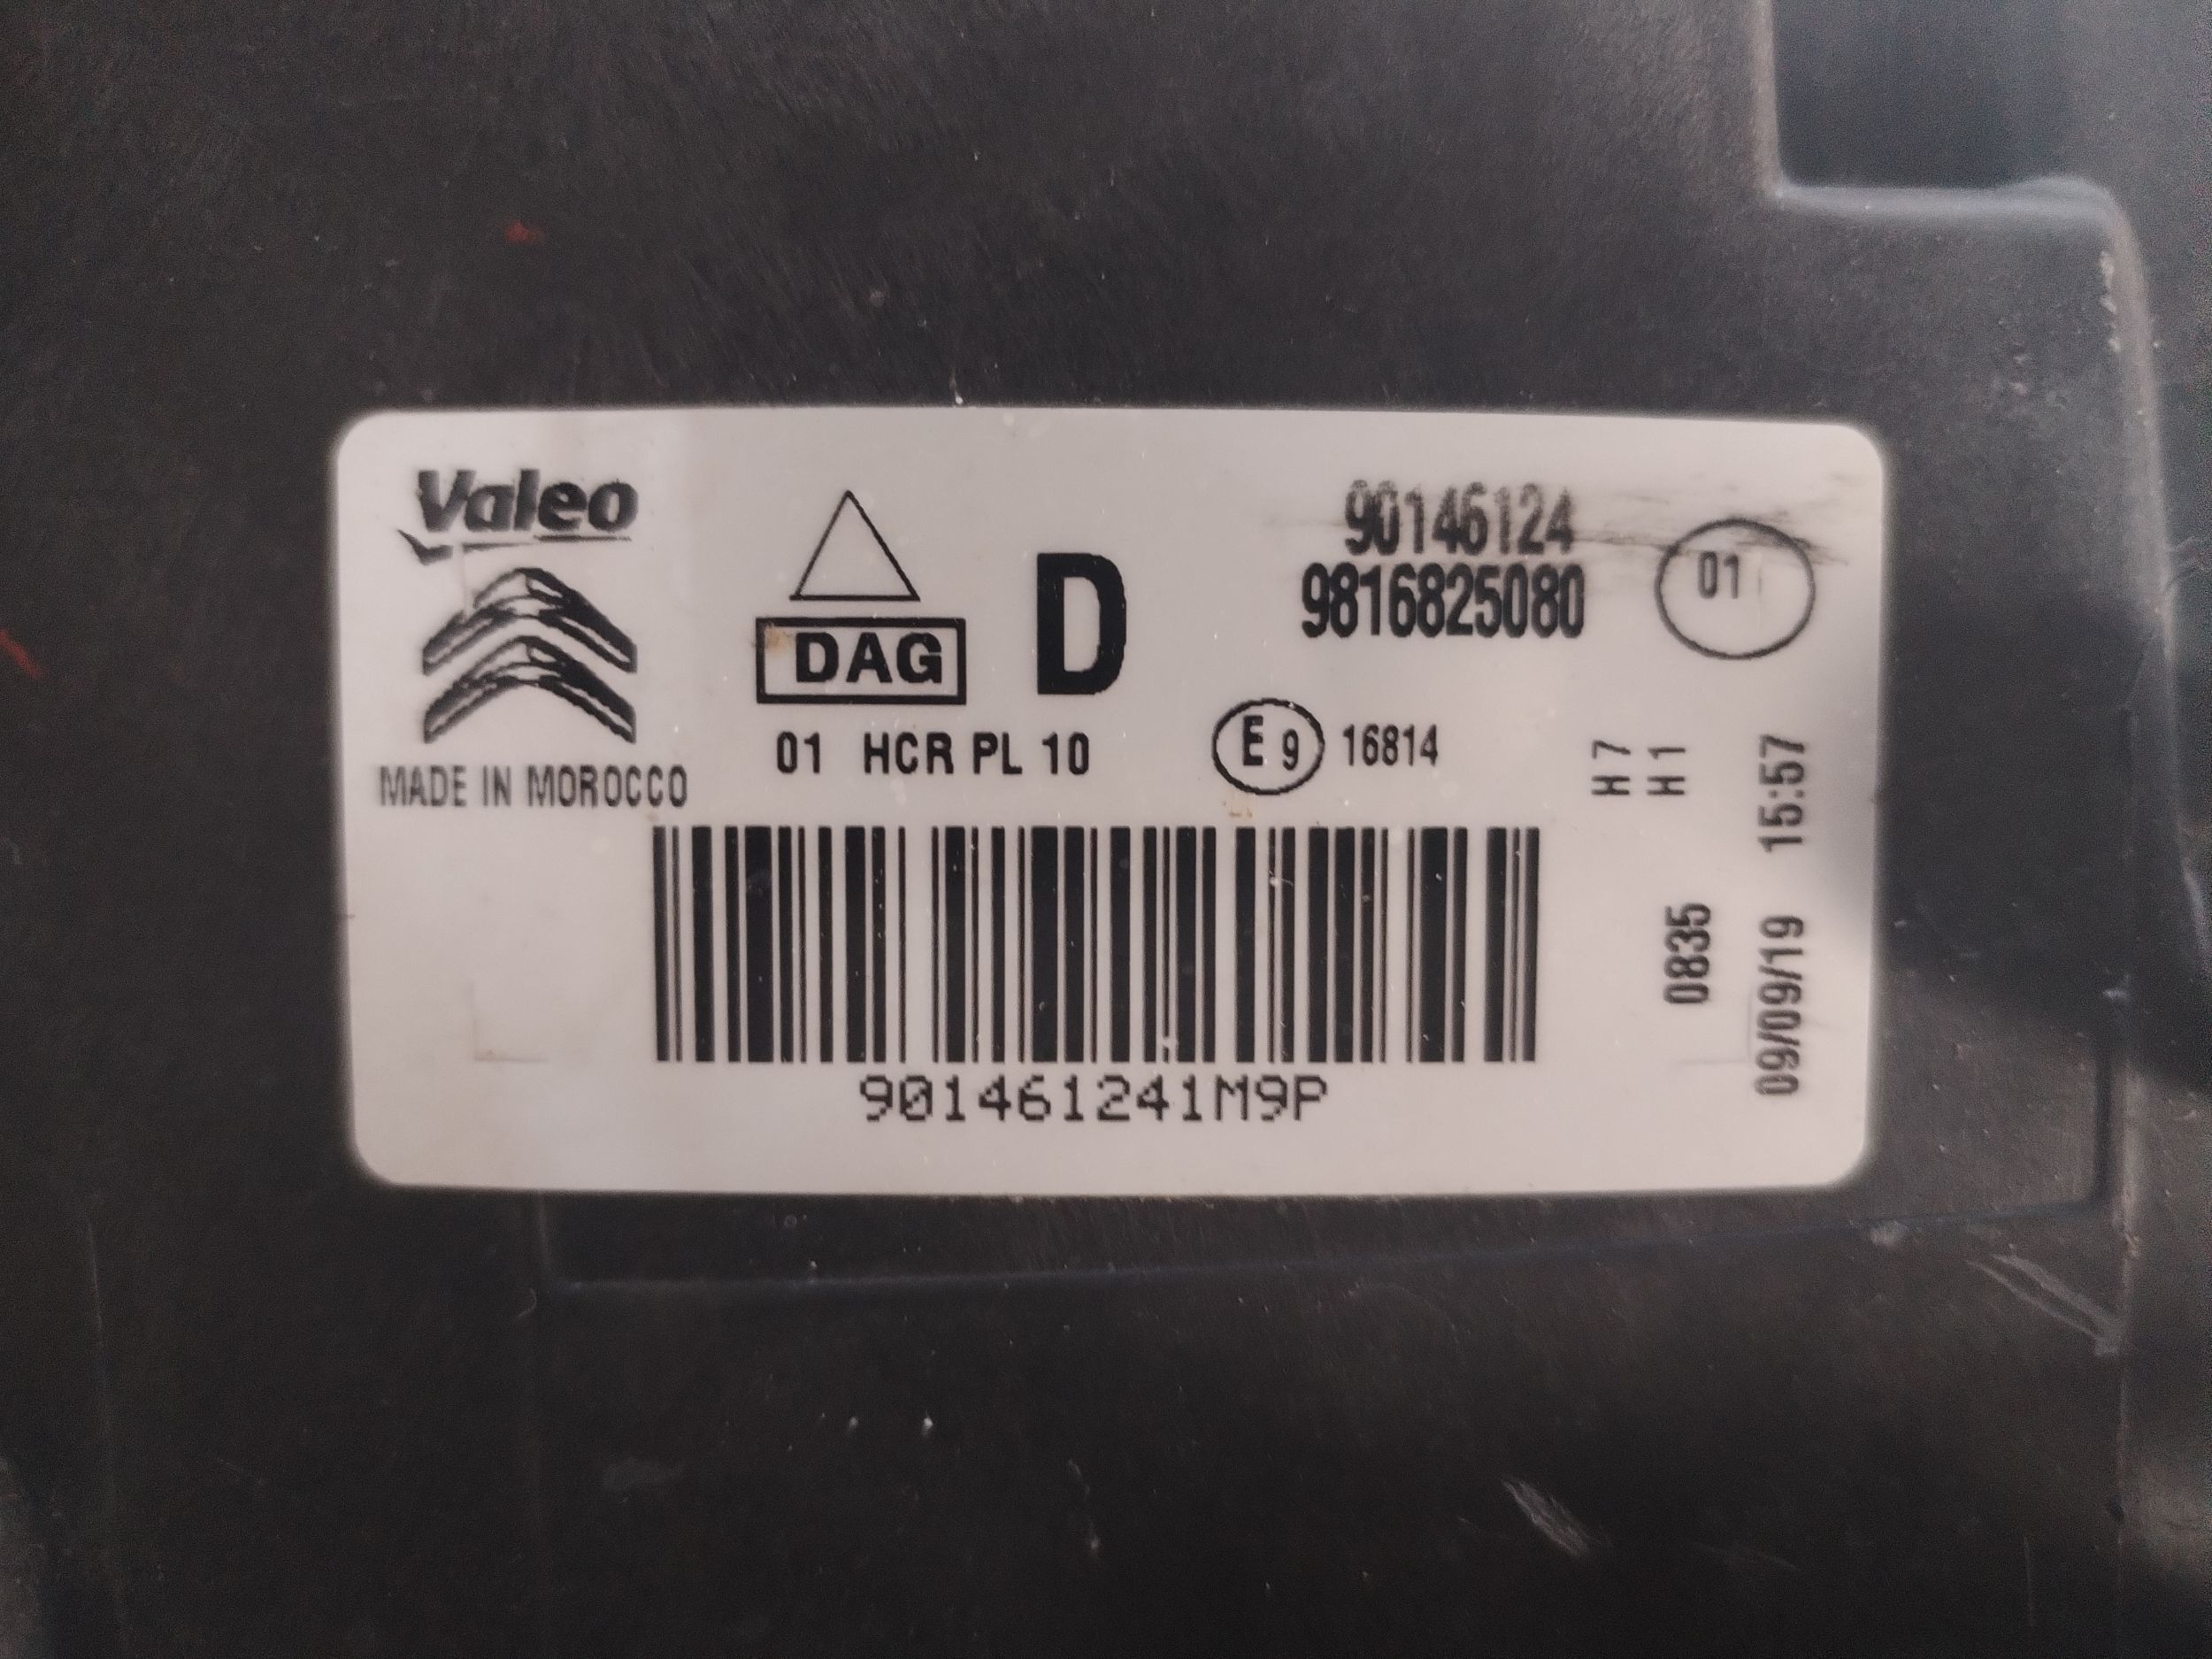 Valeo
MADE IN MOROCCO
DAG
D
01 HCR PL 10
90146124
9816825080
01
E 9 16814
H7
H1
0835
09/09/19 15:57
901461241M9P